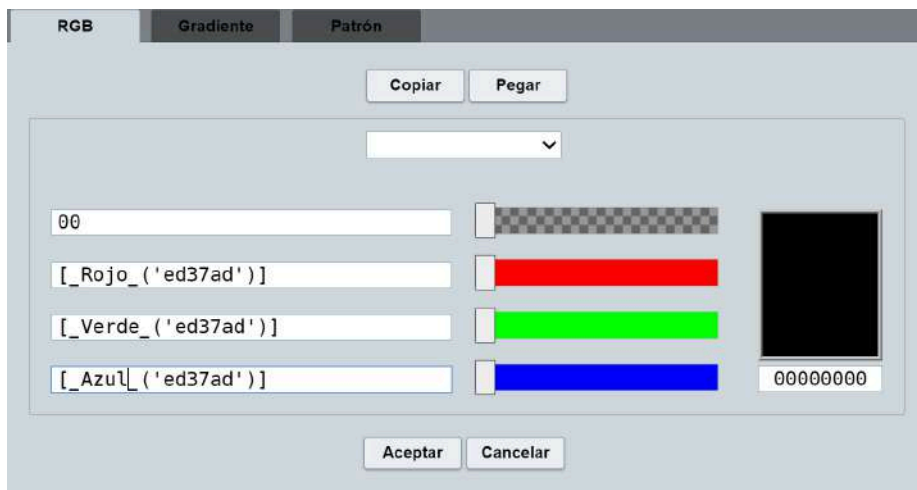 RGB Gradiente Patrón
Copiar Pegar
00
[_Rojo_('ed37ad')]
[_Verde_('ed37ad')]
[_Azul_('ed37ad')]
00000000
Aceptar Cancelar